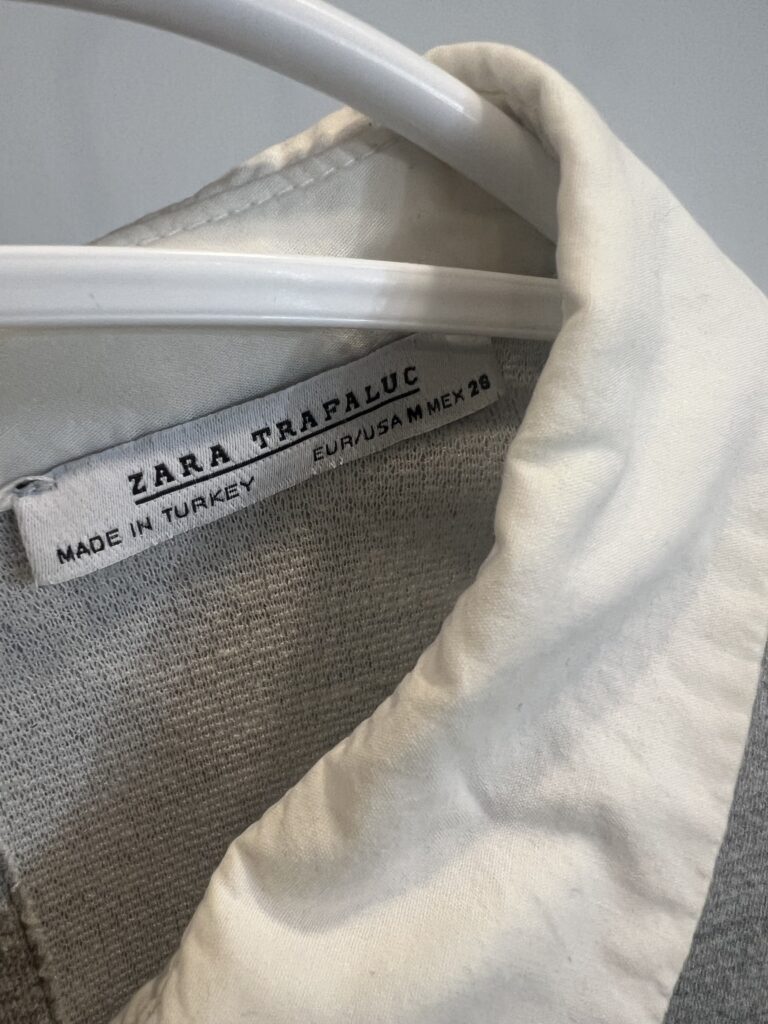 ZARA TRAFALUC
EUR/USA M MEX 28
MADE IN TURKEY